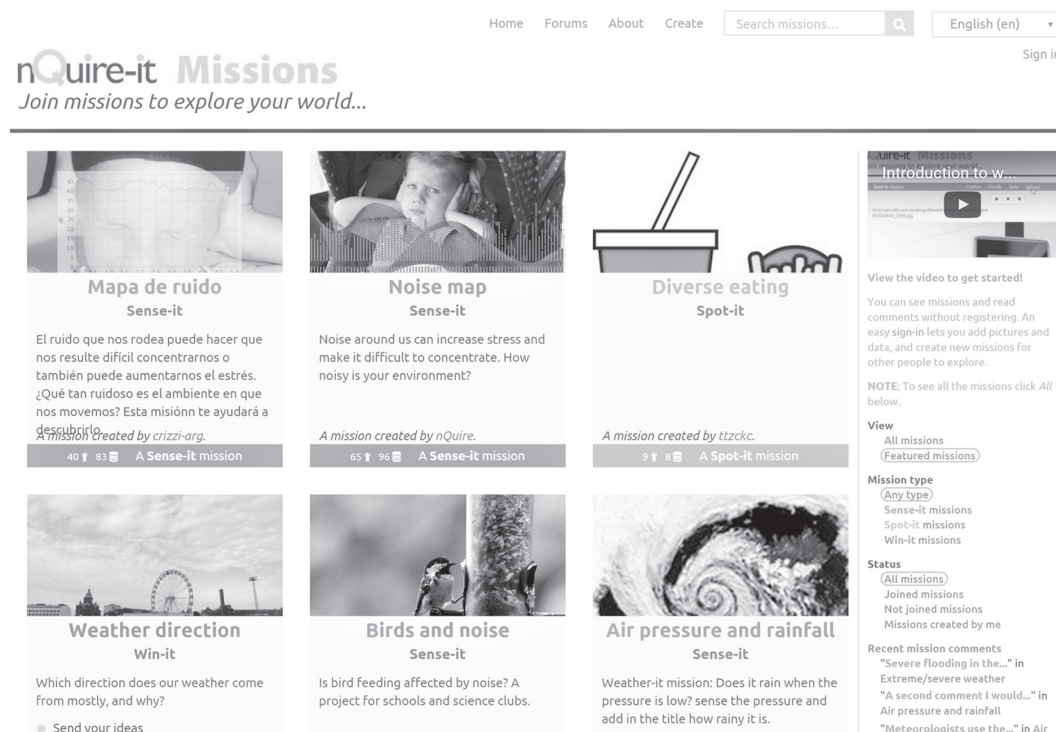 Home Forums About Create Search missions... English (en)
Sign in
nQuire-it Missions
Join missions to explore your world...
Mapa de ruido
Sense-it
El ruido que nos rodea puede hacer que
nos resulte difícil concentrarnos o
también puede aumentarnos el estrés.
¿Qué tan ruidoso es el ambiente en que
nos movemos? Esta misiónn te ayudará a
descubrirlo.
A mission created by crizzi-arg.
40 83 A Sense-it mission
Noise map
Sense-it
Noise around us can increase stress and
make it difficult to concentrate. How
noisy is your environment?
A mission created by nQuire.
65 96 A Sense-it mission
Diverse eating
Spot-it
A mission created by ttzckc.
9 8 A Spot-it mission
Weather direction
Win-it
Which direction does our weather come
from mostly, and why?
Send your ideas
Birds and noise
Sense-it
Is bird feeding affected by noise? A
project for schools and science clubs.
Air pressure and rainfall
Sense-it
Weather-it mission: Does it rain when the
pressure is low? sense the pressure and
add in the title how rainy it is.
Introduction to w...
View the video to get started!
You can see missions and read
comments without registering. An
easy sign-in lets you add pictures and
data, and create new missions for
other people to explore.
NOTE: To see all the missions click All
below.
View
All missions
Featured missions
Mission type
Any type
Sense-it missions
Spot-it missions
Win-it missions
Status
All missions
Joined missions
Not joined missions
Missions created by me
Recent mission comments
"Severe flooding in the..." in
Extreme/severe weather
"A second comment I would..." in
Air pressure and rainfall
"Meteorologists use the..." in Air